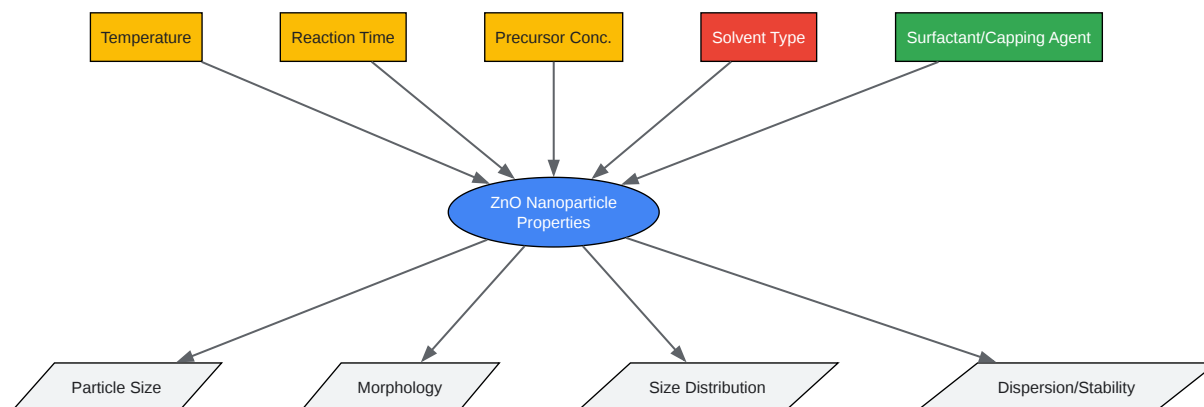 Temperature
Reaction Time
Precursor Conc.
Solvent Type
Surfactant/Capping Agent
ZnO Nanoparticle
Properties
Particle Size
Morphology
Size Distribution
Dispersion/Stability